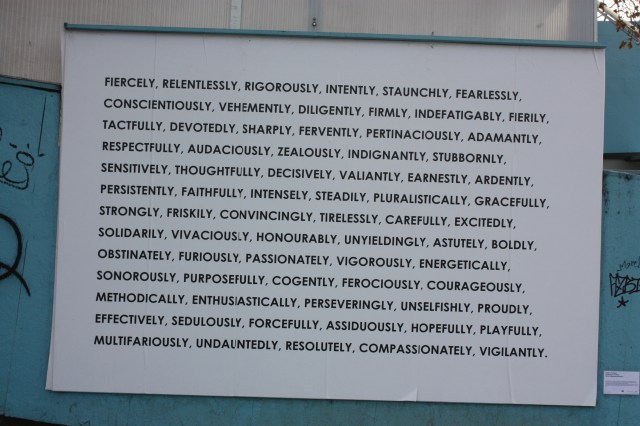 FIERCELY, RELENTLESSLY, RIGOROUSLY, INTENTLY, STAUNCHLY, FEARLESSLY,
CONSCIENTIOUSLY, VEHEMENTLY, DILIGENTLY, FIRMLY, INDEFATIGABLY, FIERILY,
TACTFULLY, DEVOTEDLY, SHARPLY, FERVENTLY, PERTINACIOUSLY, ADAMANTLY,
RESPECTFULLY, AUDACIOUSLY, ZEALOUSLY, INDIGNANTLY, STUBBORNLY,
SENSITIVELY, THOUGHTFULLY, DECISIVELY, VALIANTLY, EARNESTLY, ARDENTLY,
PERSISTENTLY, FAITHFULLY, INTENSELY, STEADILY, PLURALISTICALLY, GRACEFULLY,
STRONGLY, FRISKILY, CONVINCINGLY, TIRELESSLY, CAREFULLY, EXCITEDLY,
SOLIDARILY, VIVACIOUSLY, HONOURABLY, UNYIELDINGLY, ASTUTELY, BOLDLY,
OBSTINATELY, FURIOUSLY, PASSIONATELY, VIGOROUSLY, ENERGETICALLY,
SONOROUSLY, PURPOSEFULLY, COGENTLY, FEROCIOUSLY, COURAGEOUSLY,
METHODICALLY, ENTHUSIASTICALLY, PERSEVERINGLY, UNSELFISHLY, PROUDLY,
EFFECTIVELY, SEDULOUSLY, FORCEFULLY, ASSIDUOUSLY, HOPEFULLY, PLAYFULLY,
MULTIFARIOUSLY, UNDAUNTEDLY, RESOLUTELY, COMPASSIONATELY, VIGILANTLY.